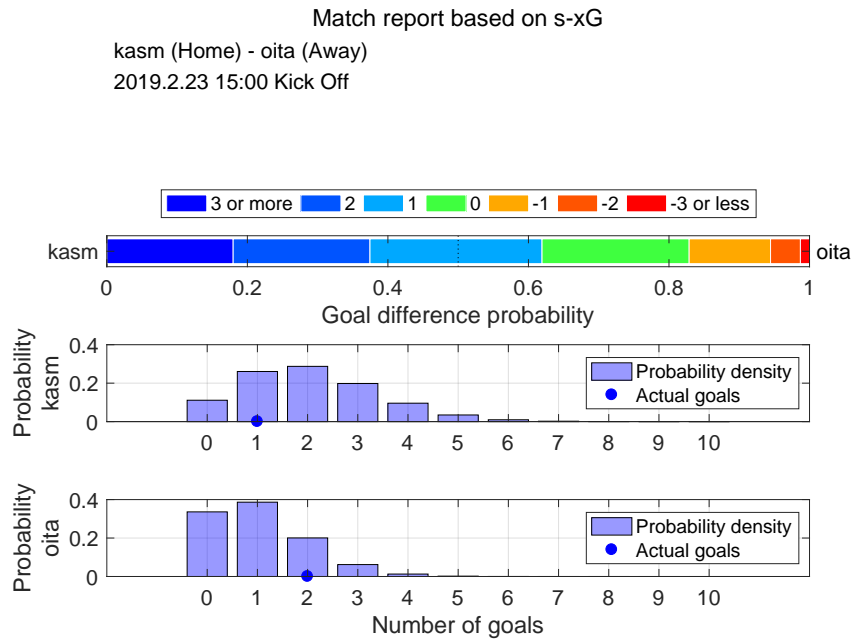 Match report based on s-xG
kasm (Home) - oita (Away)
2019.2.23 15:00 Kick Off
3 or more 2 1 0 -1 -2 -3 or less
kasm oita
0 0.2 0.4 0.6 0.8 1
Goal difference probability
Probability
kasm
0.4
0.2
0
Probability density
Actual goals
0 1 2 3 4 5 6 7 8 9 10
Probability
oita
0.4
0.2
0
Probability density
Actual goals
0 1 2 3 4 5 6 7 8 9 10
Number of goals